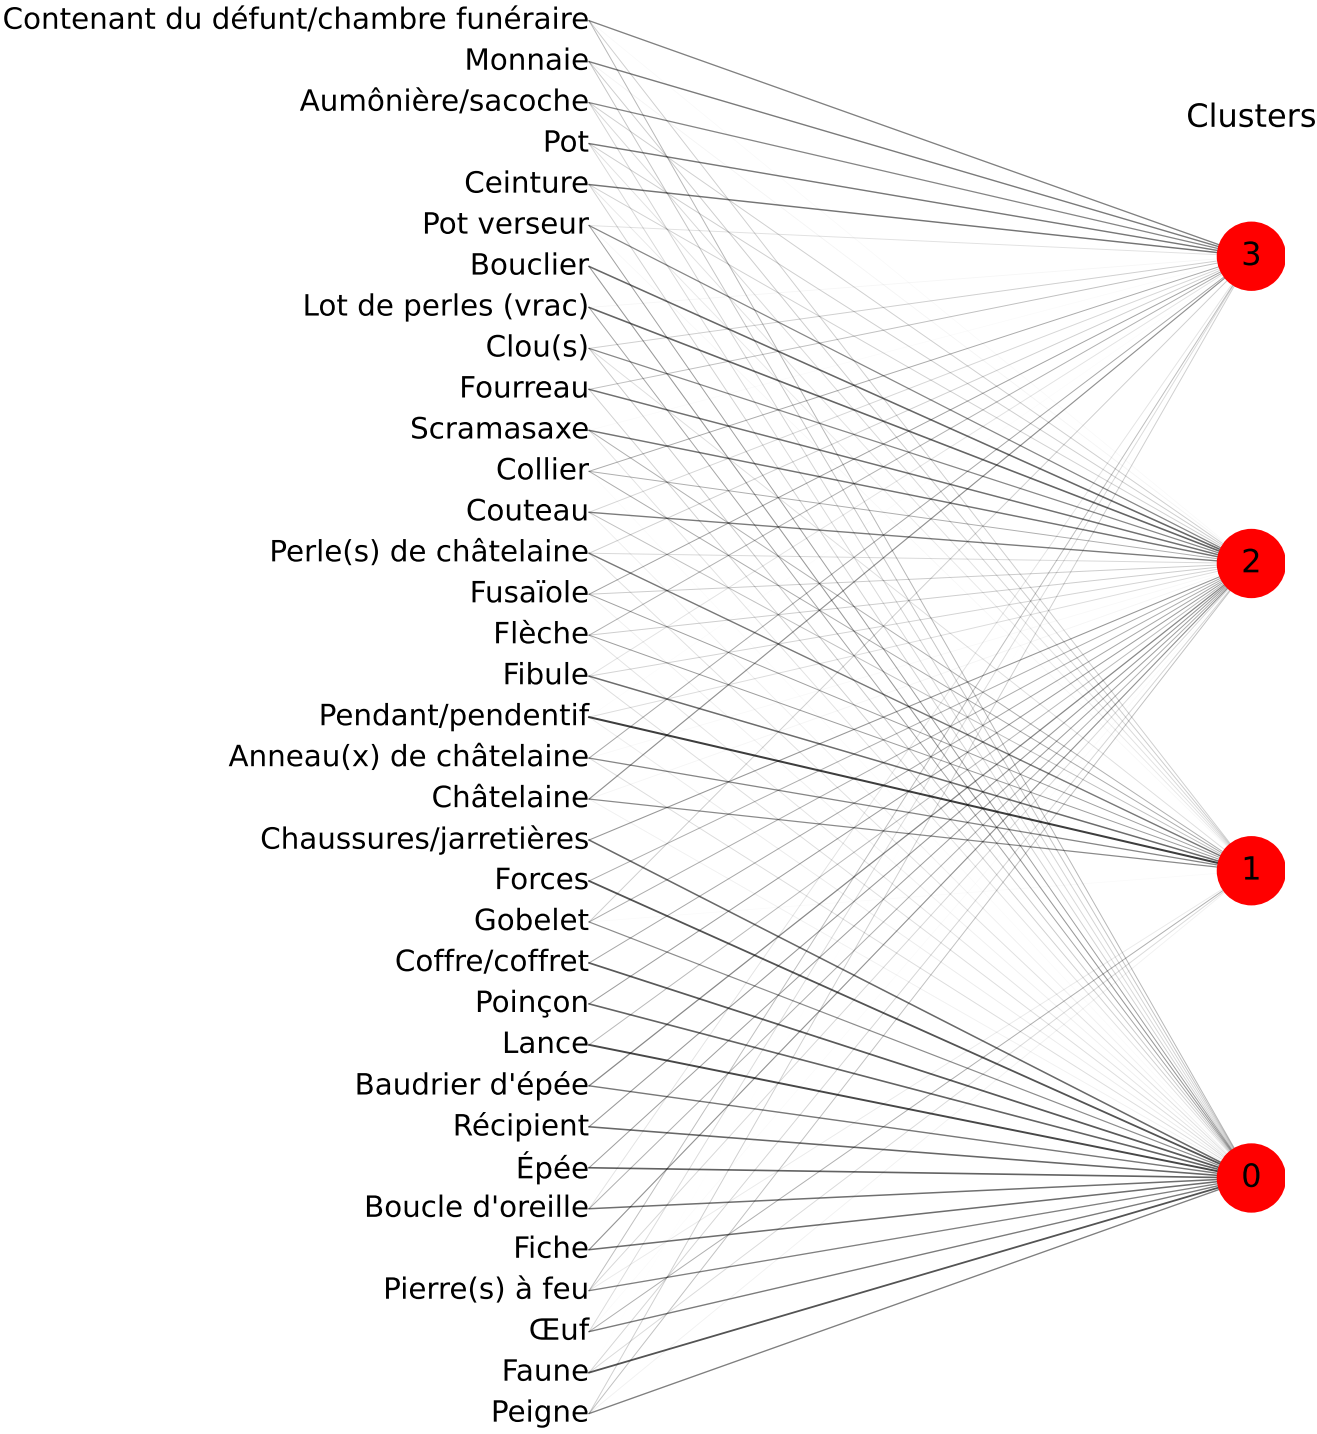 Contenant du défunt/chambre funéraire
Monnaie
Aumônière/sacoche
Clusters
Pot
Ceinture
Pot verseur
3
Bouclier
Lot de perles (vrac)
Clou(s)
Fourreau
Scramasaxe
Collier
Couteau
Perle(s) de châtelaine
2
Fusaïole
Flèche
Fibule
Pendant/pendentif
Anneau(x) de châtelaine
Châtelaine
Chaussures/jarretières
1
Forces
Gobelet
Coffre/coffret
Poinçon
Lance
Baudrier d'épée
Récipient
Épée
0
Boucle d'oreille
Fiche
Pierre(s) à feu
Œuf
Faune
Peigne